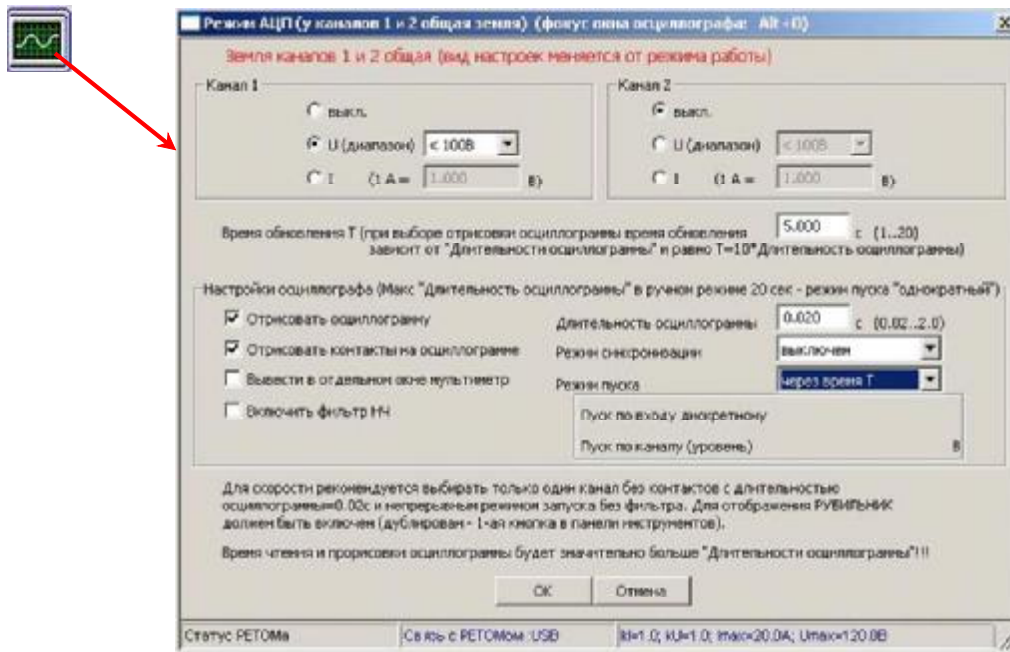 Режим АЦП (у каналов 1 и 2 общая земля) (фокус окна осциллографа: Alt+O)
Земля каналов 1 и 2 общая (вид настроек меняется от режима работы)
Канал 1
выкл.
U (диапазон) < 100В
I (1 А = 1.000 В)
Канал 2
выкл.
U (диапазон) < 100В
I (1 А = 1.000 В)
Время обновления Т (при выборе отрисовки осциллограммы время обновления 5.000 с (1..20)
зависит от "Длительности осциллограммы" и равно Т=10*Длительность осциллограммы)
Настройки осциллографа (Макс "Длительность осциллограммы" в ручном режиме 20 сек - режим пуска "однократный")
Отрисовать осциллограмму
Длительность осциллограммы 0.020 с (0.02..2.0)
Отрисовать контакты на осциллограмме
Режим синхронизации выключен
Вывести в отдельном окне мультиметр
Режим пуска через время Т
Включить фильтр НЧ
Пуск по входу дискретному
Пуск по каналу (уровень) В
Для скорости рекомендуется выбирать только один канал без контактов с длительностью
осциллограммы=0.02с и непрерывным режимом запуска без фильтра. Для отображения РУБИЛЬНИК
должен быть включен (дублирован - 1-ая кнопка в панели инструментов).
Время чтения и прорисовки осциллограммы будет значительно больше "Длительности осциллограммы"!!!
ОК Отмена
Статус РЕТОМа Связь с РЕТОМом :USB kI=1.0; kU=1.0; Imax=20.0А; Umax=120.0В